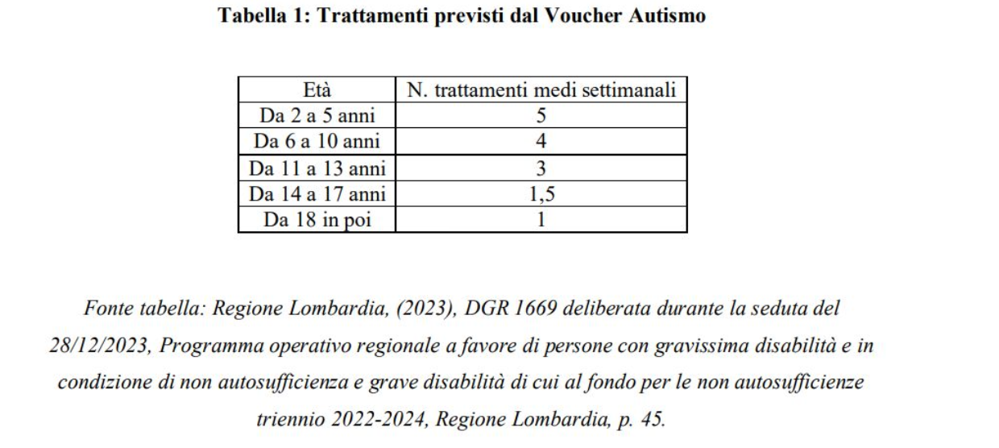 Tabella 1: Trattamenti previsti dal Voucher Autismo
Età N. trattamenti medi settimanali
Da 2 a 5 anni 5
Da 6 a 10 anni 4
Da 11 a 13 anni 3
Da 14 a 17 anni 1,5
Da 18 in poi 1
Fonte tabella: Regione Lombardia, (2023), DGR 1669 deliberata durante la seduta del
28/12/2023, Programma operativo regionale a favore di persone con gravissima disabilità e in
condizione di non autosufficienza e grave disabilità di cui al fondo per le non autosufficienze
triennio 2022-2024, Regione Lombardia, p. 45.